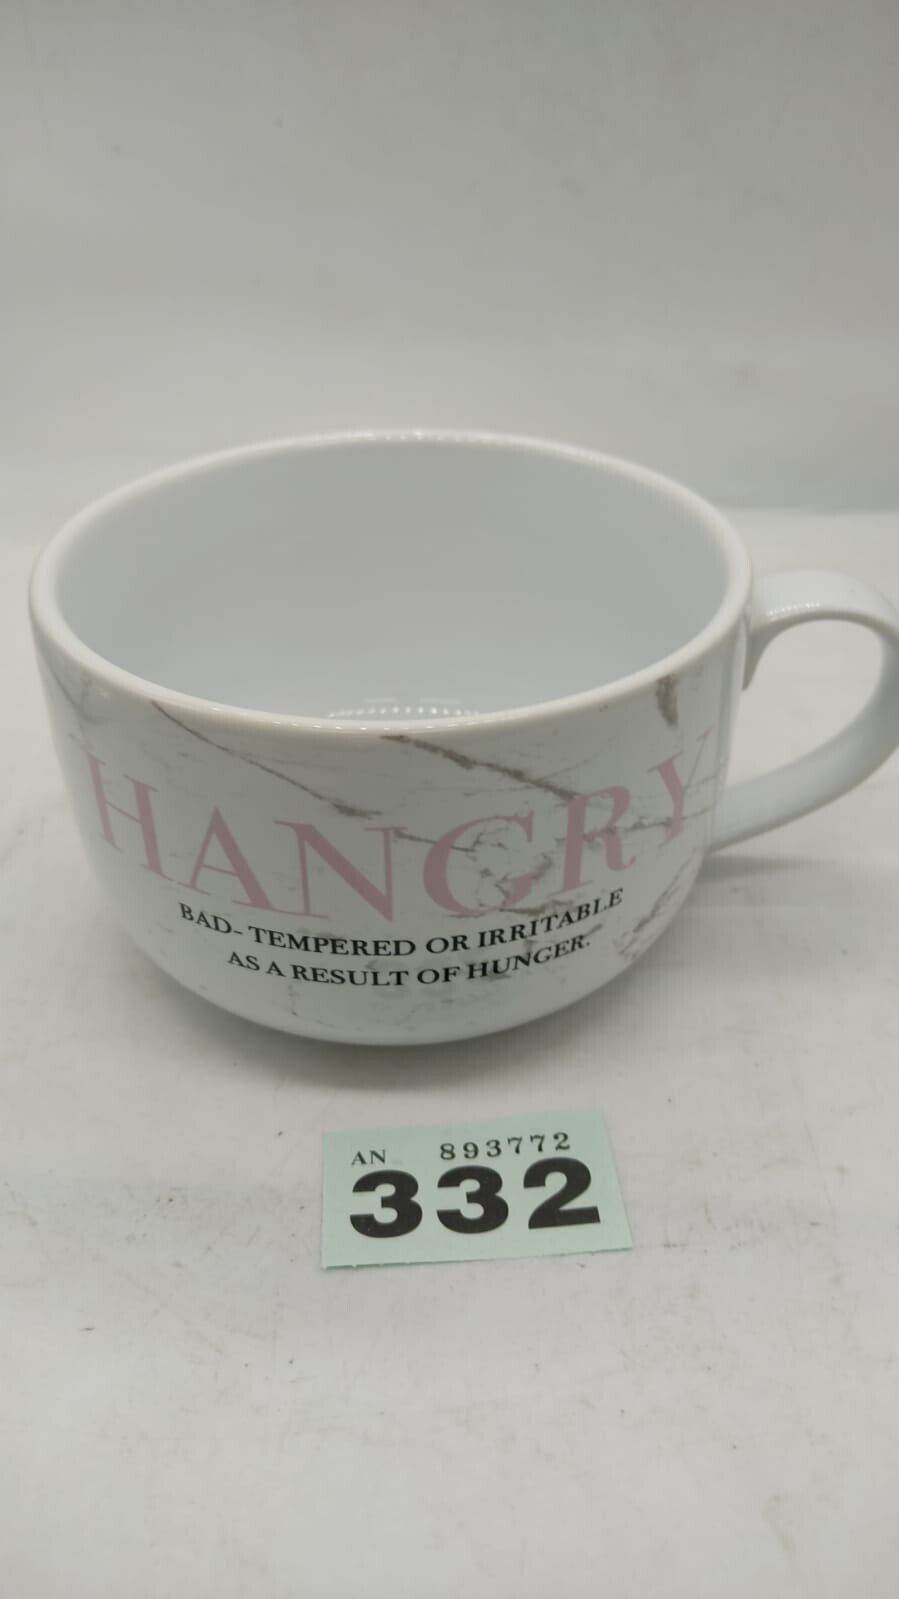 HANGRY
BAD- TEMPERED OR IRRITABLE
AS A RESULT OF HUNGER.
AN 893772
332